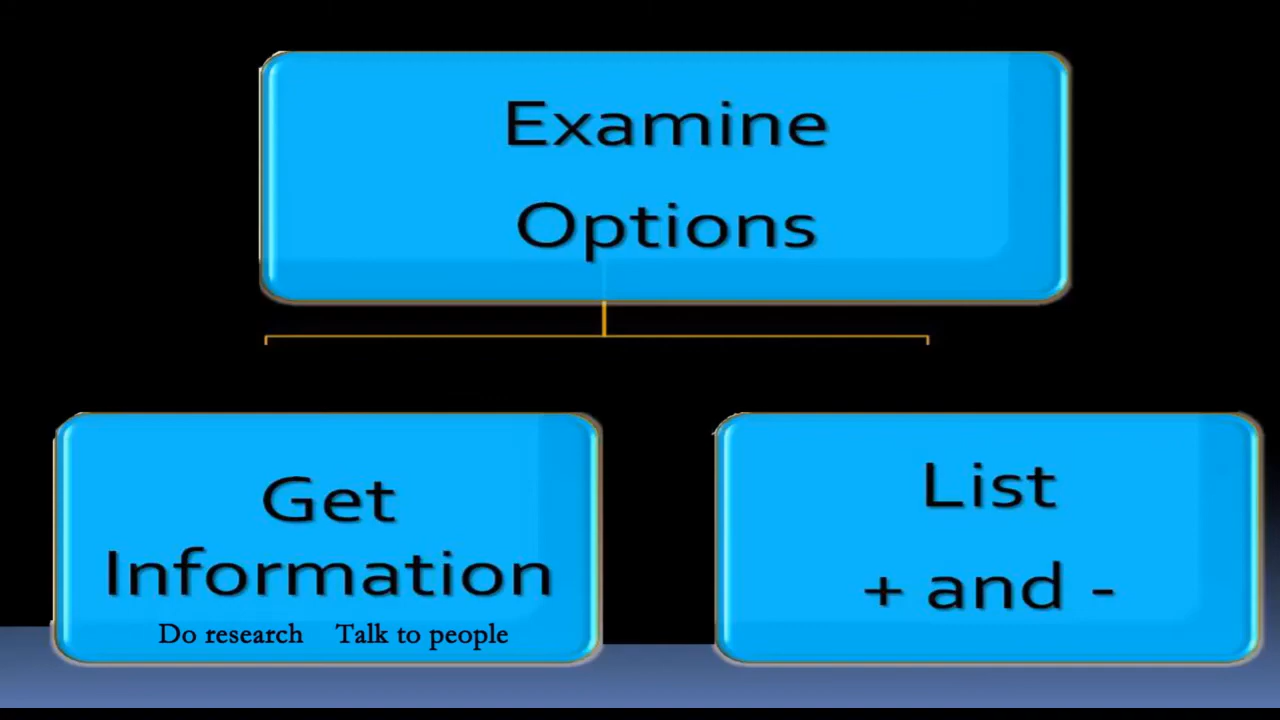 Examine
Options
Get
Information
Do research Talk to people
List
+ and -